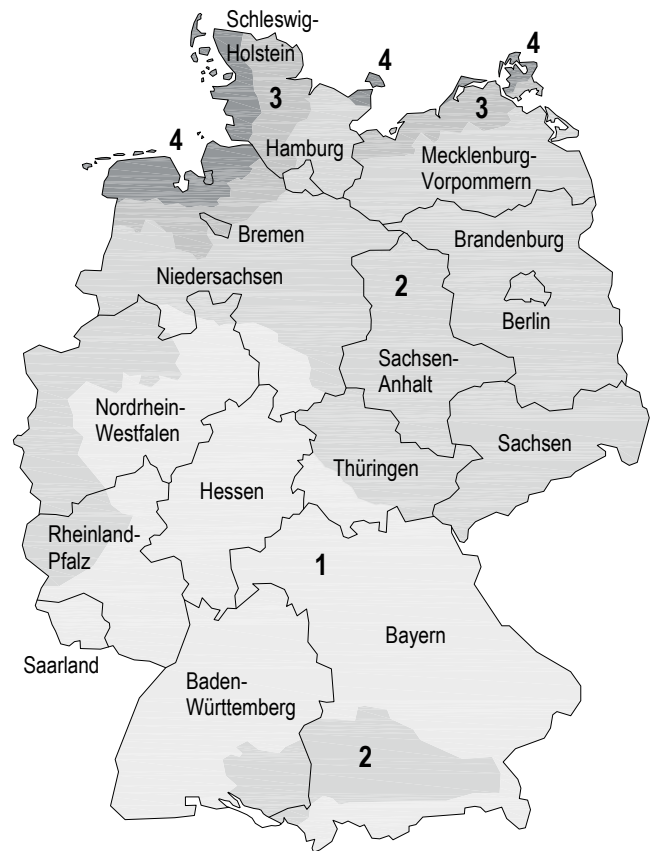 Schleswig-
Holstein
4
4
3
3
4
Hamburg
Mecklenburg-
Vorpommern
Bremen
Brandenburg
Niedersachsen
2
Berlin
Sachsen-
Anhalt
Nordrhein-
Westfalen
Sachsen
Thüringen
Hessen
Rheinland-
Pfalz
1
Bayern
Saarland
Baden-
Württemberg
2